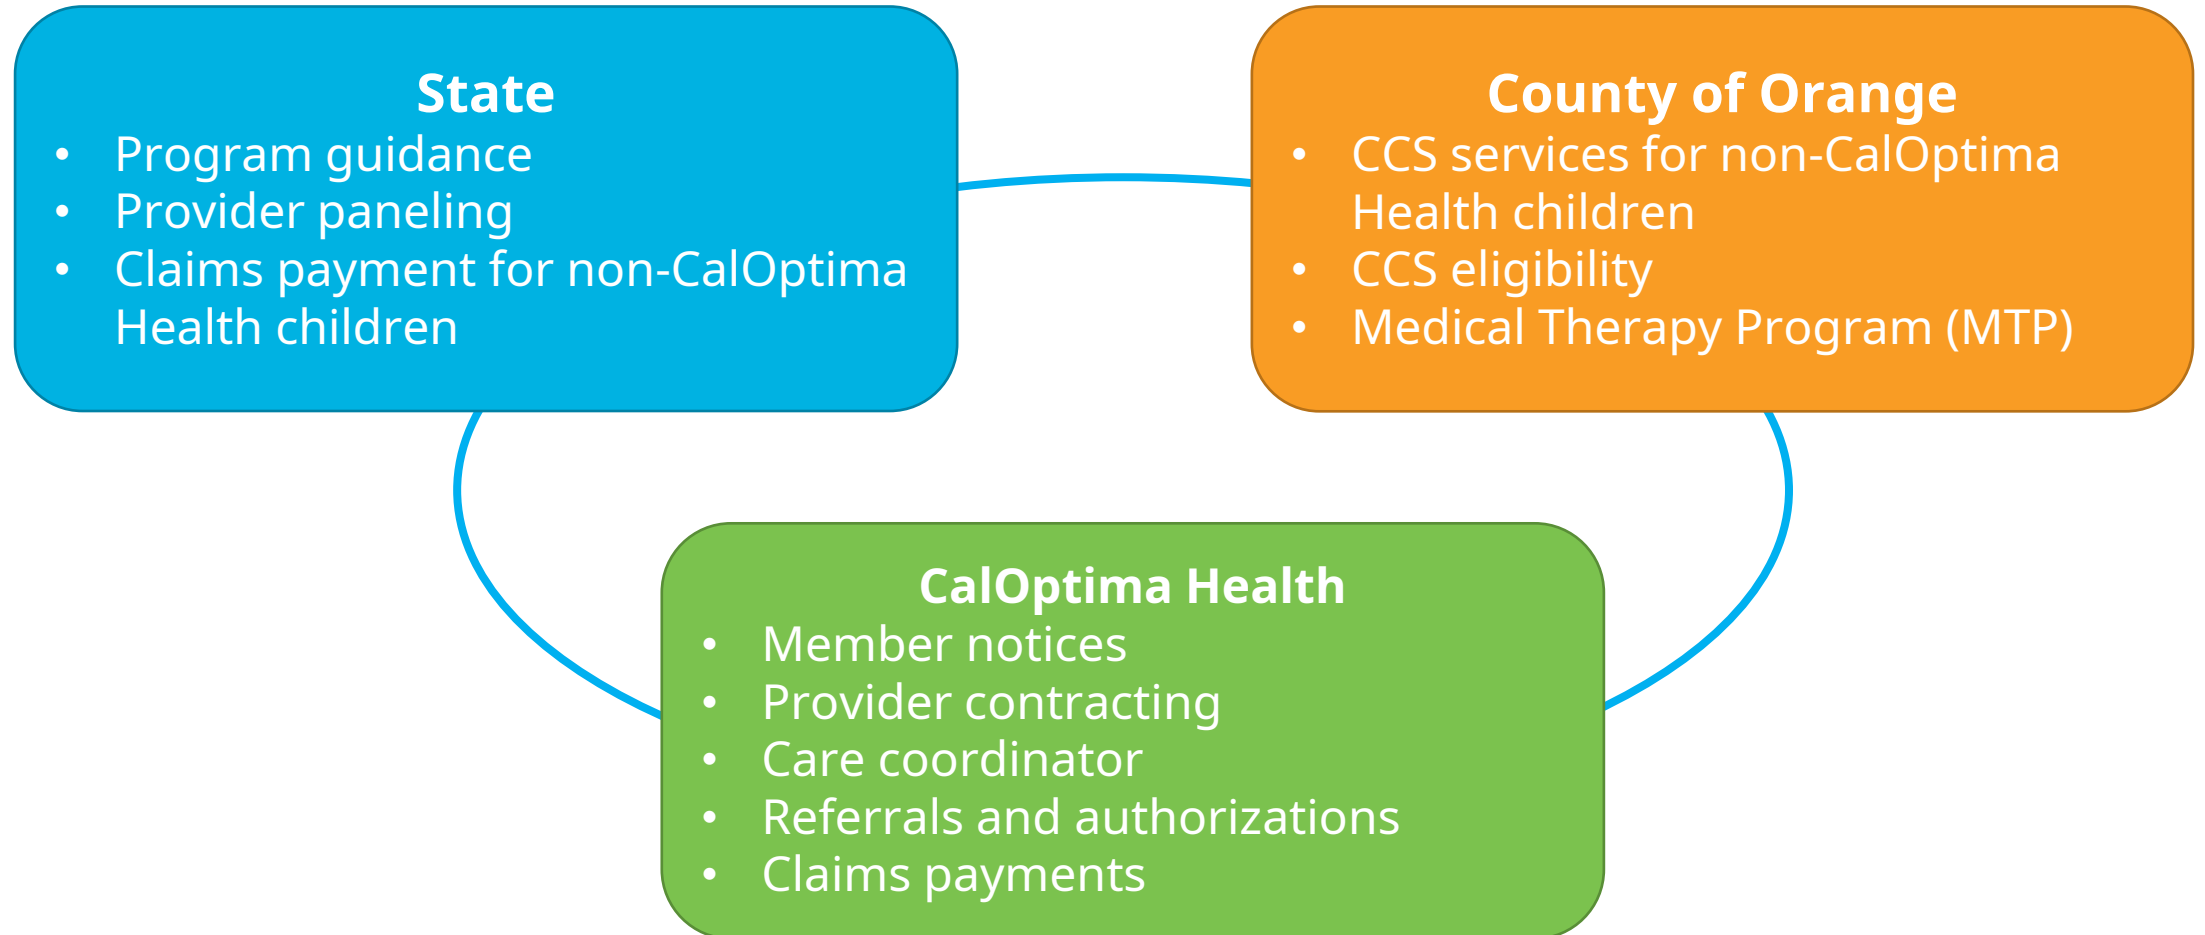 State
• Program guidance
• Provider paneling
• Claims payment for non-CalOptima
Health children
County of Orange
• CCS services for non-CalOptima
Health children
• CCS eligibility
• Medical Therapy Program (MTP)
CalOptima Health
• Member notices
• Provider contracting
• Care coordinator
• Referrals and authorizations
• Claims payments